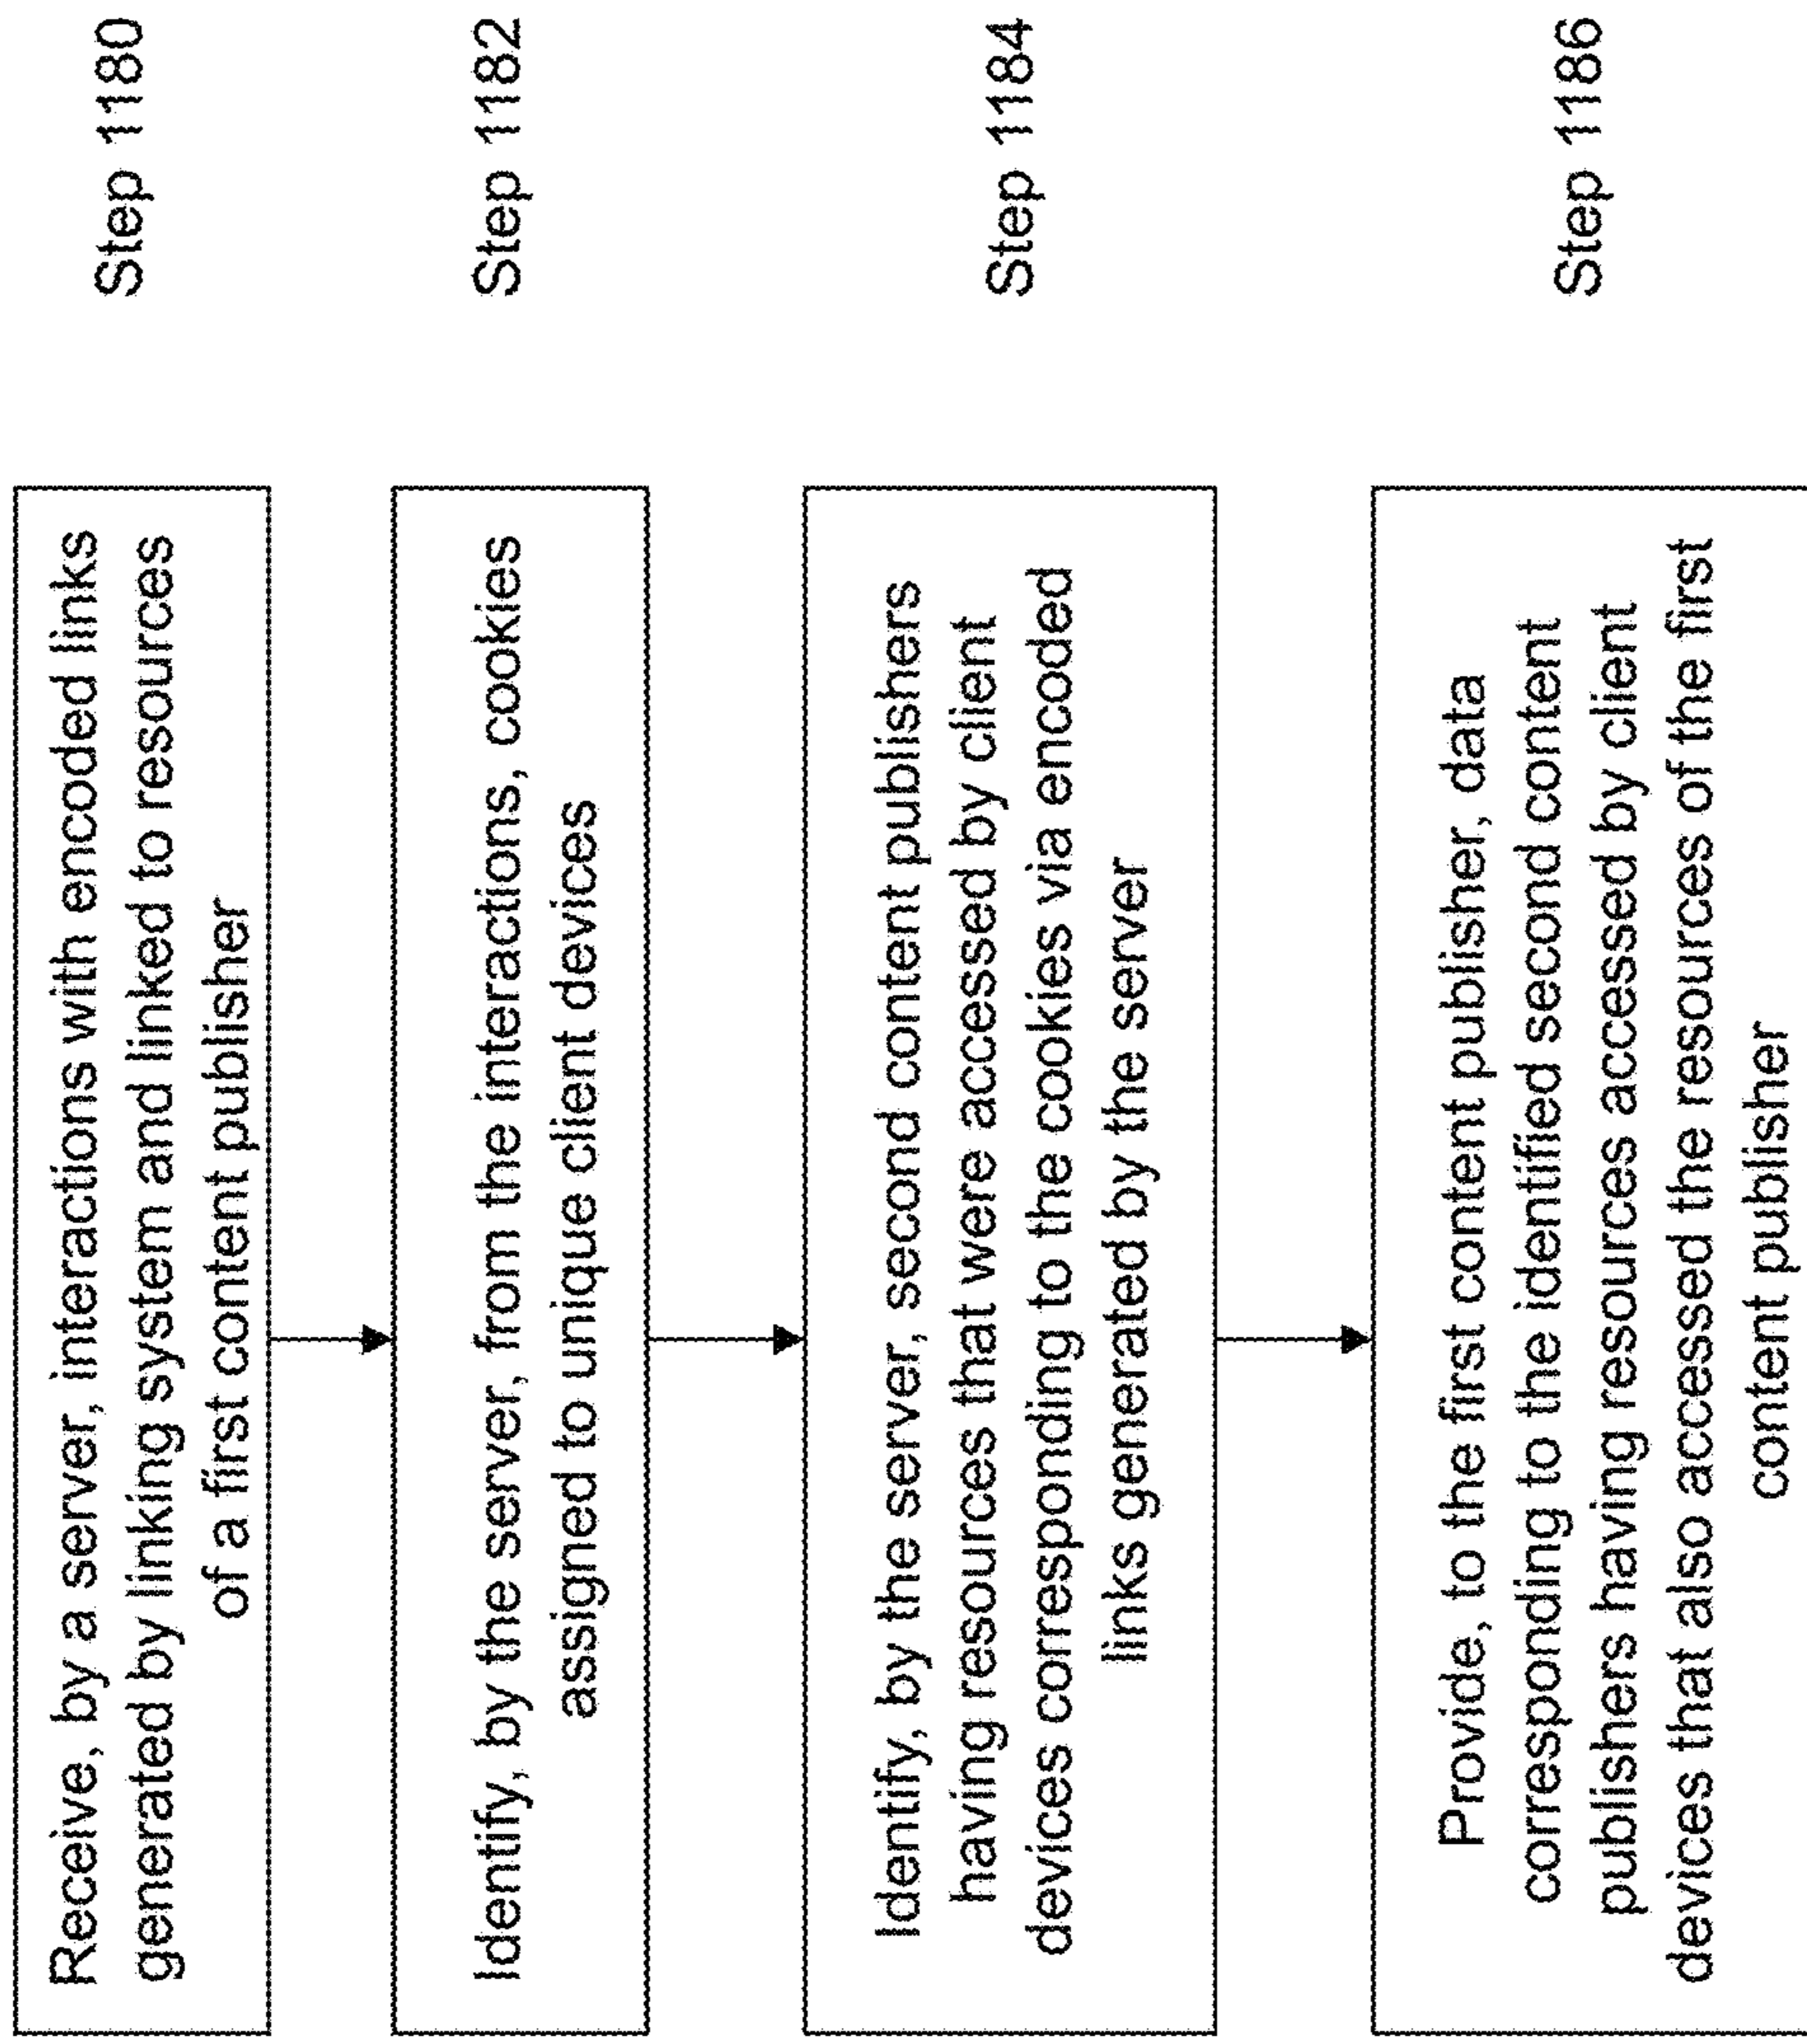 Receive, by a server, interactions with encoded links
generated by linking system and linked to resources
of a first content publisher
Step 1180
Identify, by the server, from the interactions, cookies
assigned to unique client devices
Step 1182
Identify, by the server, second content publishers
having resources that were accessed by client
devices corresponding to the cookies via encoded
links generated by the server
Step 1184
Provide, to the first content publisher, data
corresponding to the identified second content
publishers having resources accessed by client
devices that also accessed the resources of the first
content publisher
Step 1186